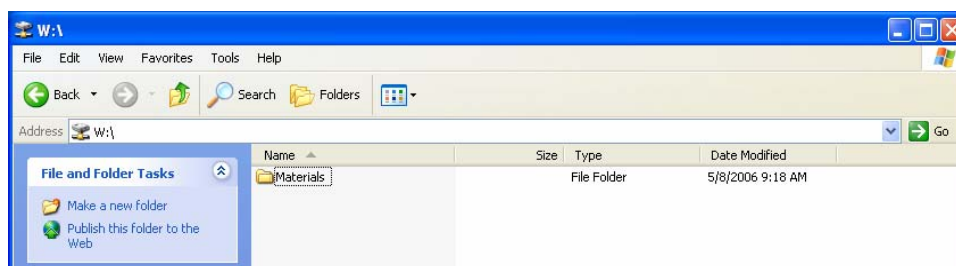 W:\
File Edit View Favorites Tools Help
Back Search Folders
Address W:\ Go
Name Size Type Date Modified
File and Folder Tasks
Materials File Folder 5/8/2006 9:18 AM
Make a new folder
Publish this folder to the
Web